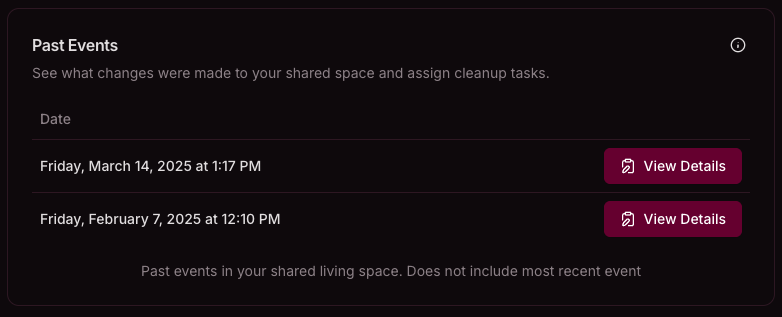 Past Events
See what changes were made to your shared space and assign cleanup tasks.
Date
Friday, March 14, 2025 at 1:17 PM
View Details
Friday, February 7, 2025 at 12:10 PM
View Details
Past events in your shared living space. Does not include most recent event